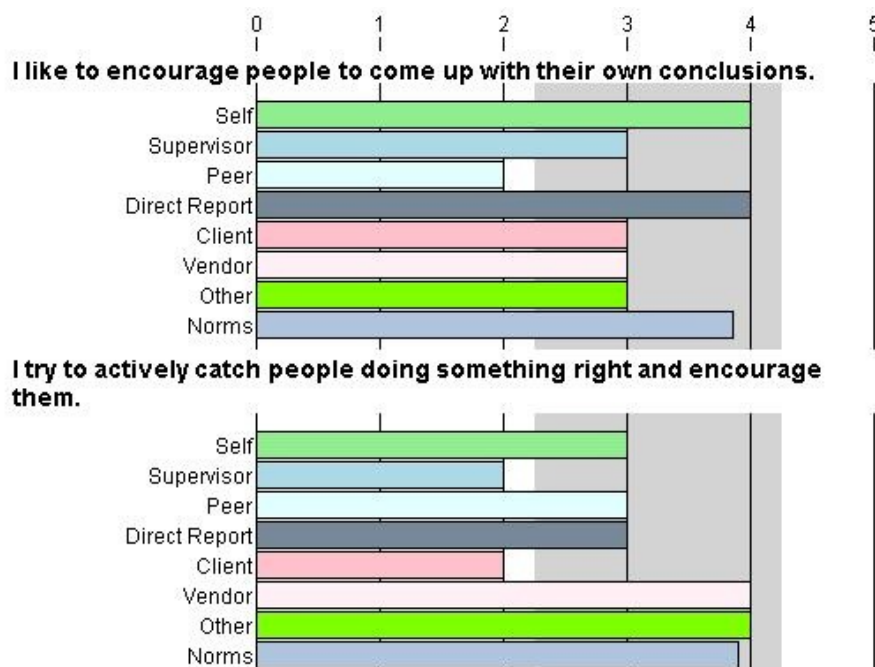 0 1 2 3 4 5
I like to encourage people to come up with their own conclusions.
Self
Supervisor
Peer
Direct Report
Client
Vendor
Other
Norms
I try to actively catch people doing something right and encourage
them.
Self
Supervisor
Peer
Direct Report
Client
Vendor
Other
Norms